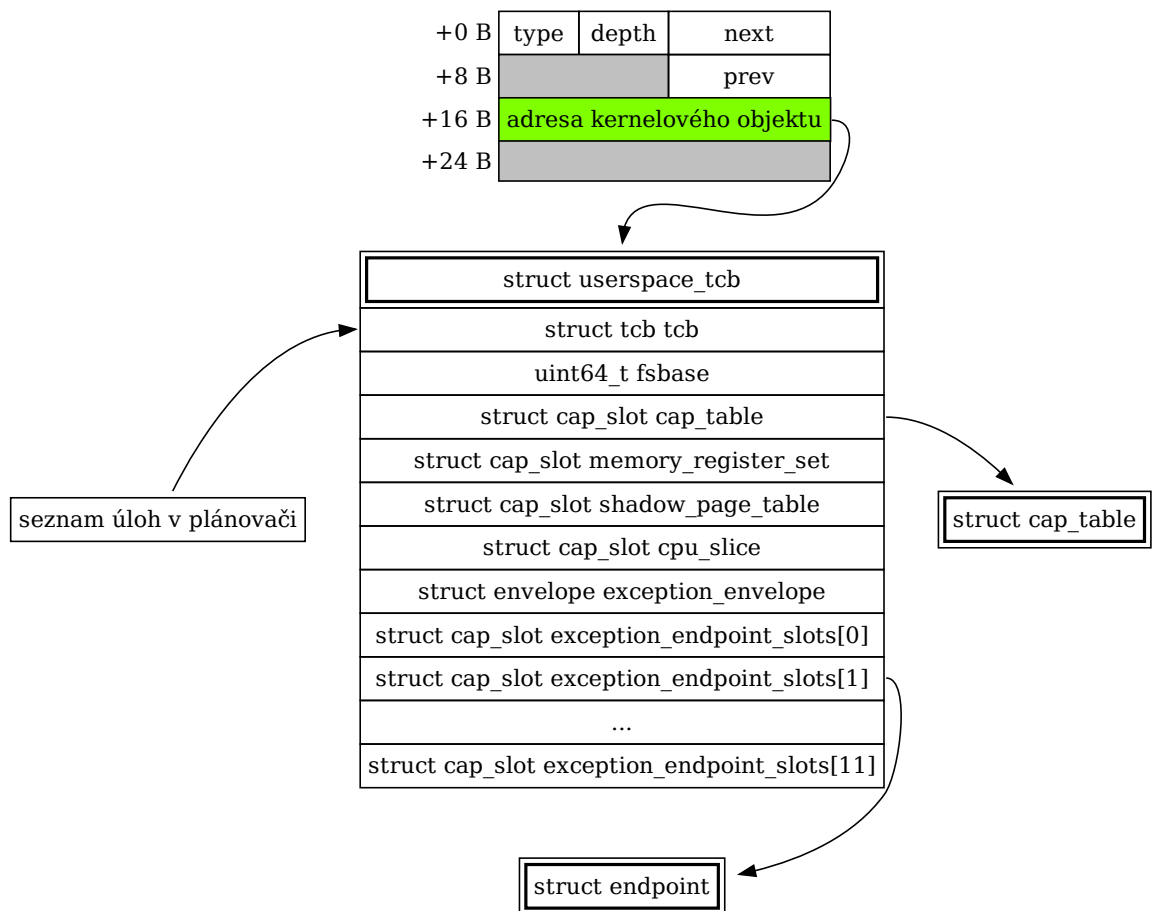 +0 B type depth next
+8 B prev
+16 B adresa kernelového objektu
+24 B
struct userspace_tcb
struct tcb tcb
uint64_t fsbase
struct cap_slot cap_table
struct cap_slot memory_register_set
struct cap_slot shadow_page_table
struct cap_slot cpu_slice
struct envelope exception_envelope
struct cap_slot exception_endpoint_slots[0]
struct cap_slot exception_endpoint_slots[1]
...
struct cap_slot exception_endpoint_slots[11]
seznam úloh v plánovači
struct cap_table
struct endpoint